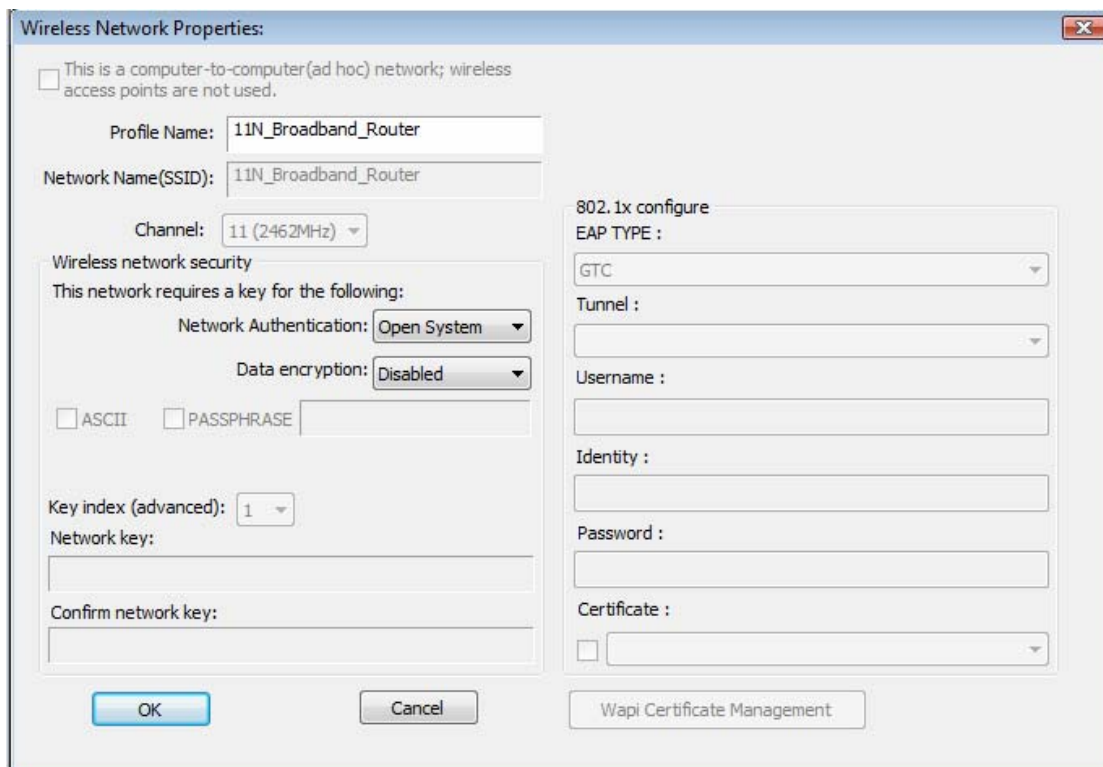 Wireless Network Properties:
This is a computer-to-computer(ad hoc) network; wireless
access points are not used.
Profile Name: 11N_Broadband_Router
Network Name(SSID): 11N_Broadband_Router
Channel: 11 (2462MHz)
Wireless network security
This network requires a key for the following:
Network Authentication: Open System
Data encryption: Disabled
ASCII PASSPHRASE
Key index (advanced): 1
Network key:
Confirm network key:
802.1x configure
EAP TYPE :
GTC
Tunnel :
Username :
Identity :
Password :
Certificate :
OK Cancel Wapi Certificate Management